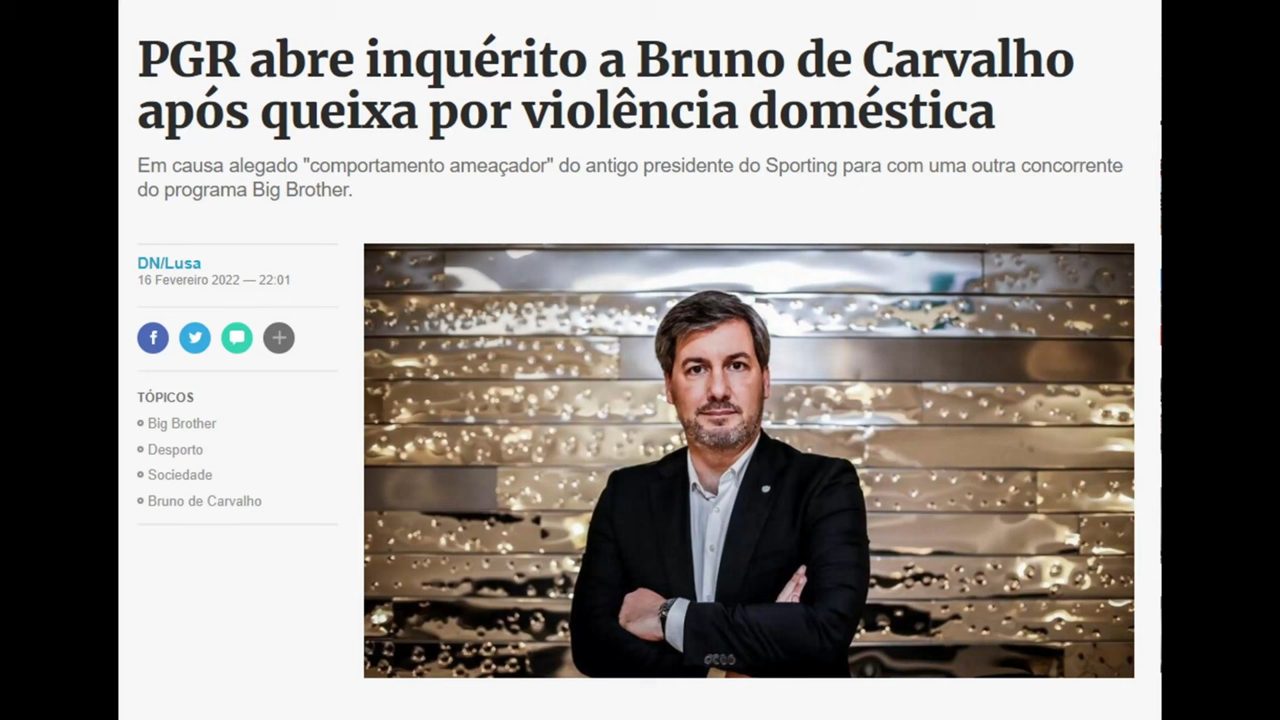 PGR abre inquérito a Bruno de Carvalho
após queixa por violência doméstica
Em causa alegado "comportamento ameaçador" do antigo presidente do Sporting para com uma outra concorrente
do programa Big Brother.
DN/Lusa
16 Fevereiro 2022 — 22:01
TÓPICOS
Big Brother
Desporto
Sociedade
Bruno de Carvalho